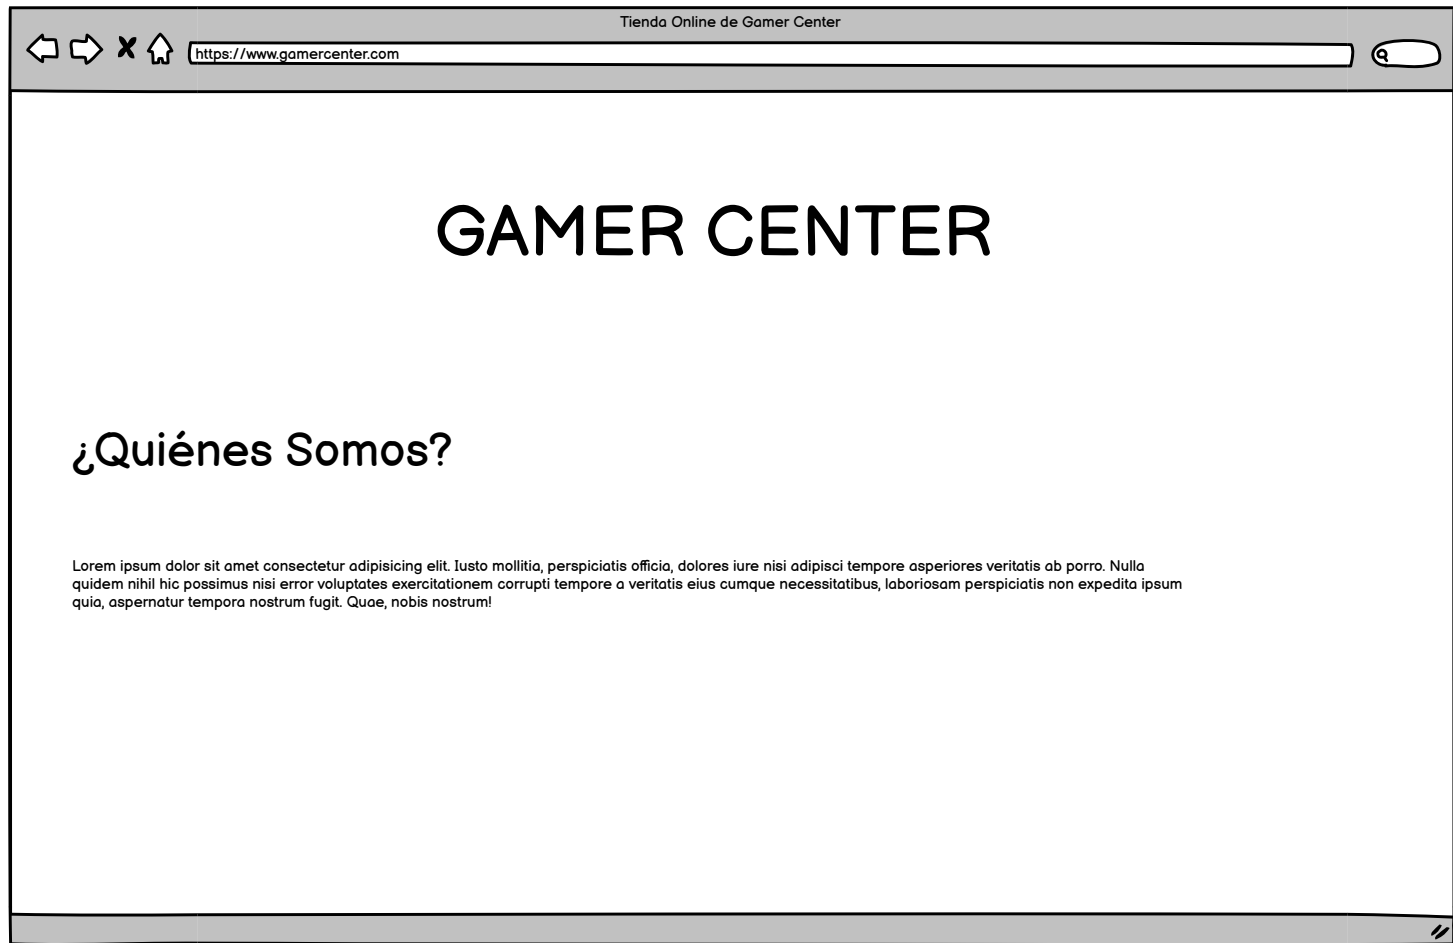 Tienda Online de Gamer Center
https://www.gamercenter.com
GAMER CENTER
¿Quiénes Somos?
Lorem ipsum dolor sit amet consectetur adipisicing elit. Iusto mollitia, perspiciatis officia, dolores iure nisi adipisci tempore asperiores veritatis ab porro. Nulla
quidem nihil hic possimus nisi error voluptates exercitationem corrupti tempore a veritatis eius cumque necessitatibus, laboriosam perspiciatis non expedita ipsum
quia, aspernatur tempora nostrum fugit. Quae, nobis nostrum!